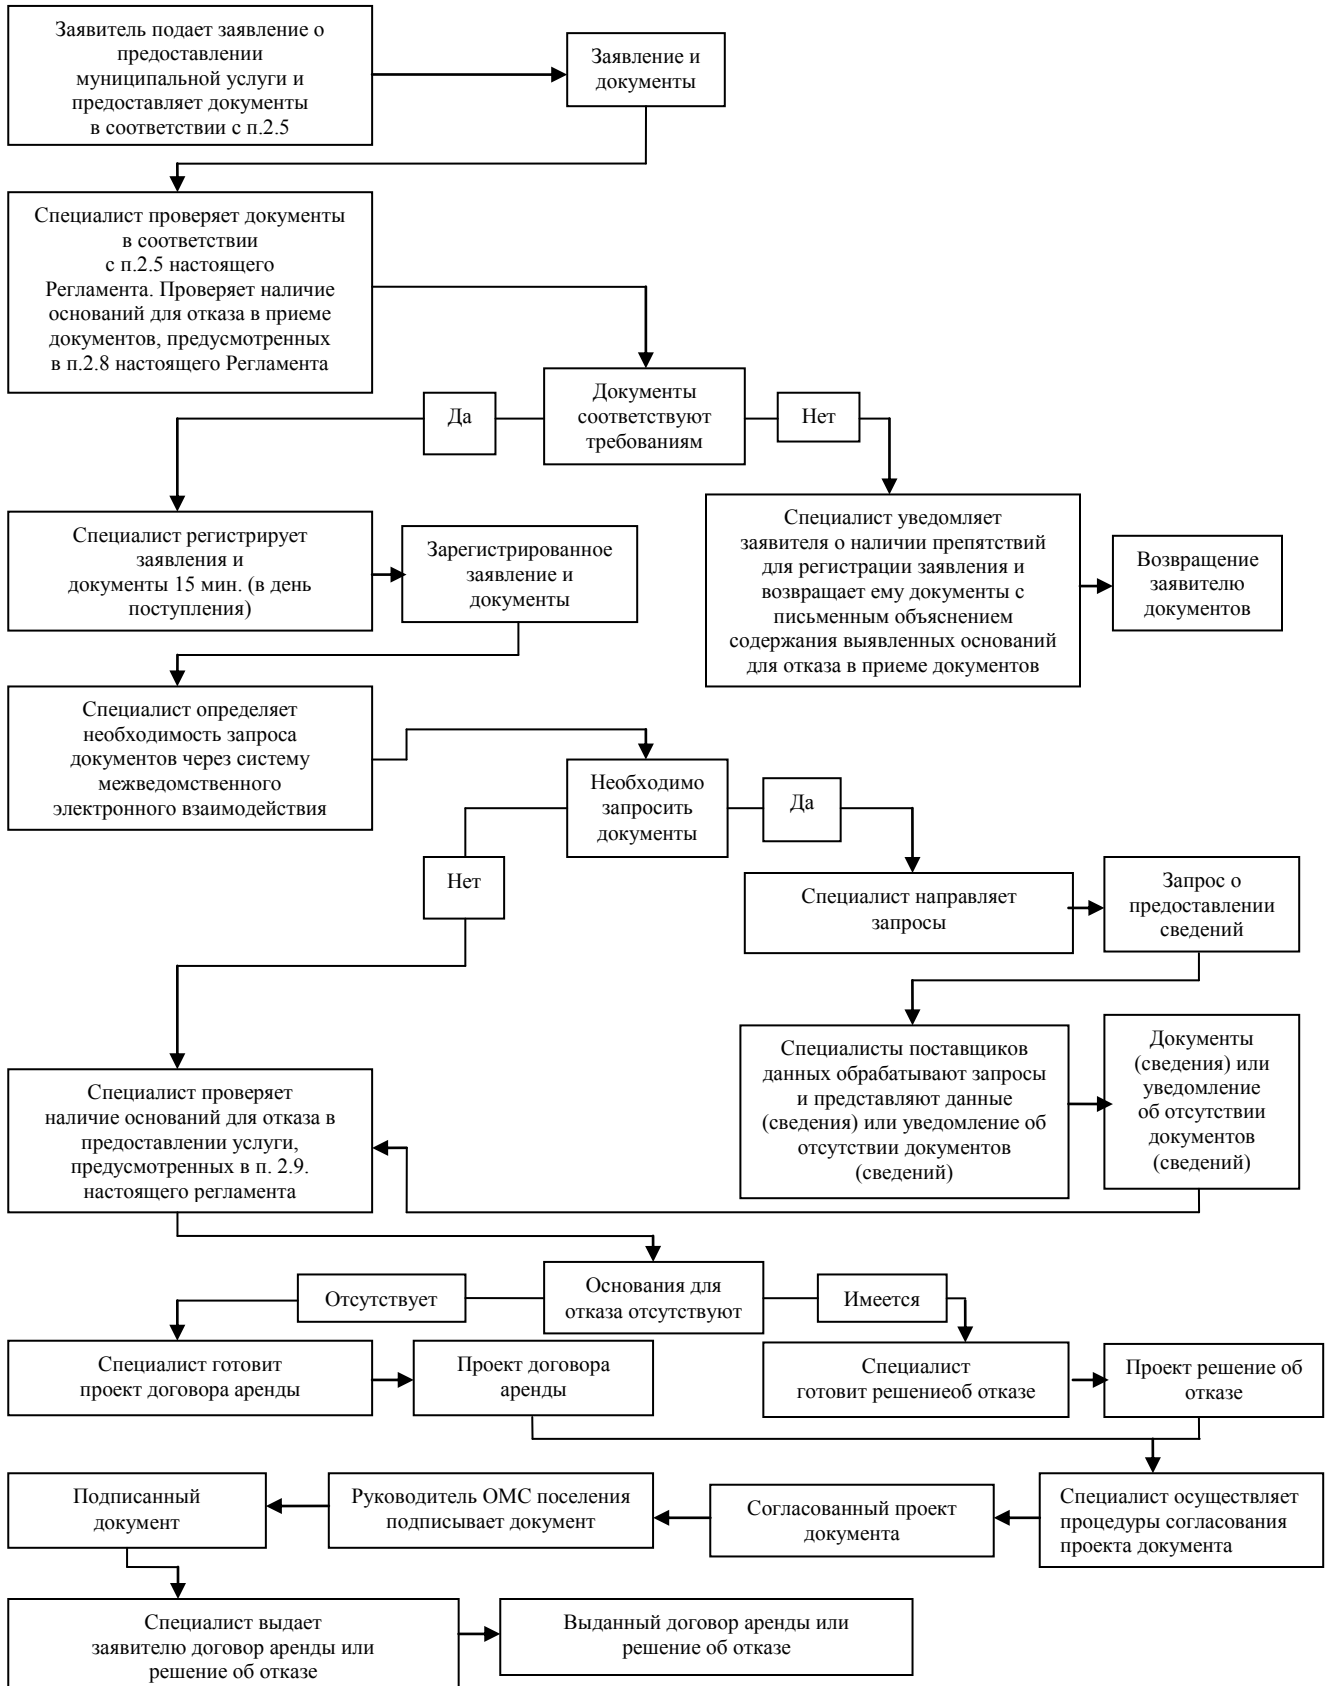 Заявитель подает заявление о
предоставлении
муниципальной услуги и
предоставляет документы
в соответствии с п.2.5
Заявление и
документы
Специалист проверяет документы
в соответствии
с п.2.5 настоящего
Регламента. Проверяет наличие
оснований для отказа в приеме
документов, предусмотренных
в п.2.8 настоящего Регламента
Документы
соответствуют
требованиям
Да
Нет
Специалист регистрирует
заявления и
документы 15 мин. (в день
поступления)
Зарегистрированное
заявление и
документы
Специалист уведомляет
заявителя о наличии препятствий
для регистрации заявления и
возвращает ему документы с
письменным объяснением
содержания выявленных оснований
для отказа в приеме документов
Возвращение
заявителю
документов
Специалист определяет
необходимость запроса
документов через систему
межведомственного
электронного взаимодействия
Необходимо
запросить
документы
Да
Нет
Специалист направляет
запросы
Запрос о
предоставлении
сведений
Специалисты поставщиков
данных обрабатывают запросы
и представляют данные
(сведения) или уведомление об
отсутствии документов
(сведений)
Документы
(сведения) или
уведомление
об отсутствии
документов
(сведений)
Специалист проверяет
наличие оснований для отказа в
предоставлении услуги,
предусмотренных в п. 2.9.
настоящего регламента
Основания для
отказа отсутствуют
Отсутствует
Имеется
Специалист готовит
проект договора аренды
Проект договора
аренды
Специалист
готовит решениеоб отказе
Проект решение об
отказе
Специалист осуществляет
процедуры согласования
проекта документа
Согласованный проект
документа
Руководитель ОМС поселения
подписывает документ
Подписанный
документ
Специалист выдает
заявителю договор аренды или
решение об отказе
Выданный договор аренды или
решение об отказе